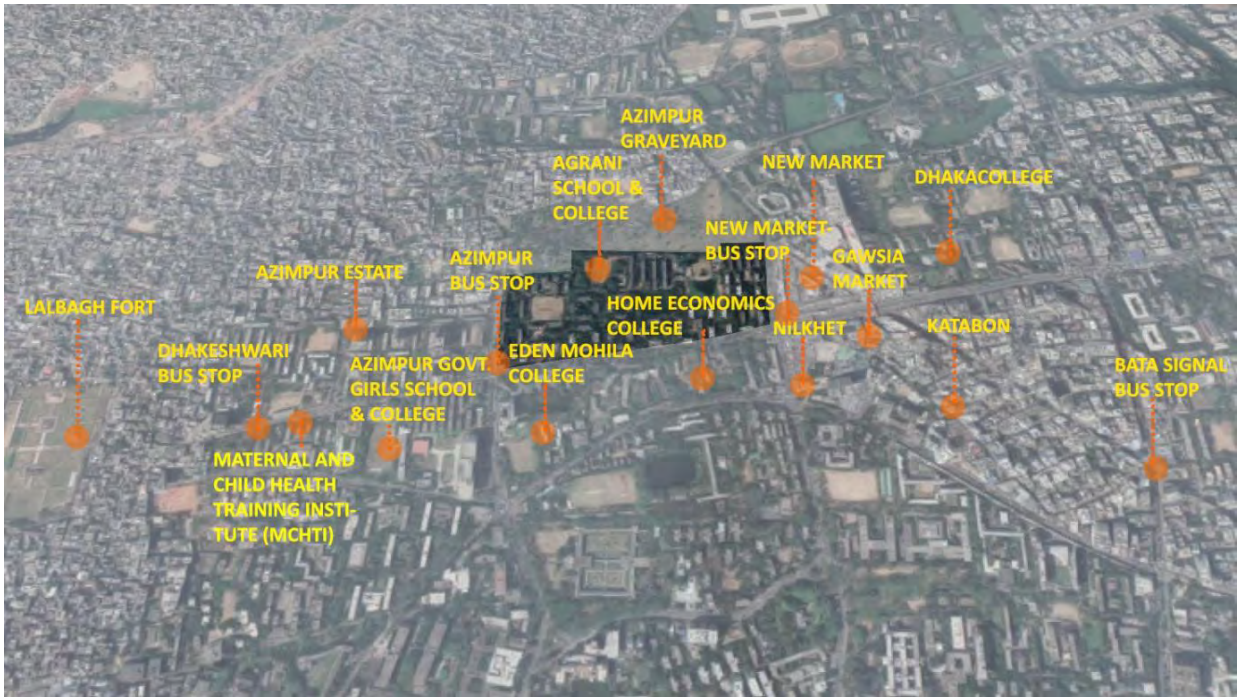 AZIMPUR
GRAVEYARD
AGRANI
SCHOOL &
COLLEGE
NEW MARKET
DHAKACOLLEGE
NEW MARKET-
BUS STOP
GAWSIA
MARKET
AZIMPUR
BUS STOP
AZIMPUR ESTATE
LALBAGH FORT
HOME ECONOMICS
COLLEGE
NILKHET
KATABON
DHAKESHWARI
BUS STOP
AZIMPUR GOVT.
GIRLS SCHOOL
& COLLEGE
EDEN MOHILA
COLLEGE
BATA SIGNAL
BUS STOP
MATERNAL AND
CHILD HEALTH
TRAINING INSTI-
TUTE (MCHTI)